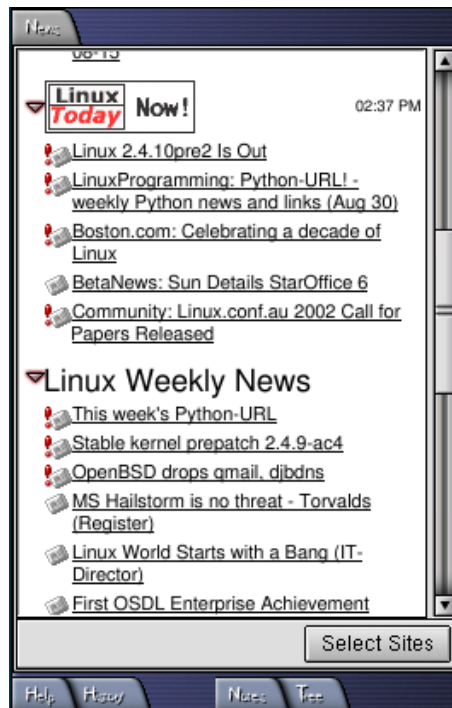 News
08-15
Linux
Today
Now!
02:37 PM
Linux 2.4.10pre2 Is Out
LinuxProgramming: Python-URL! -
weekly Python news and links (Aug 30)
Boston.com: Celebrating a decade of
Linux
BetaNews: Sun Details StarOffice 6
Community: Linux.conf.au 2002 Call for
Papers Released
Linux Weekly News
This week's Python-URL
Stable kernel prepatch 2.4.9-ac4
OpenBSD drops qmail, djbdns
MS Hailstorm is no threat - Torvalds
(Register)
Linux World Starts with a Bang (IT-
Director)
First OSDL Enterprise Achievement
Select Sites
Help
History
Notes
Tree